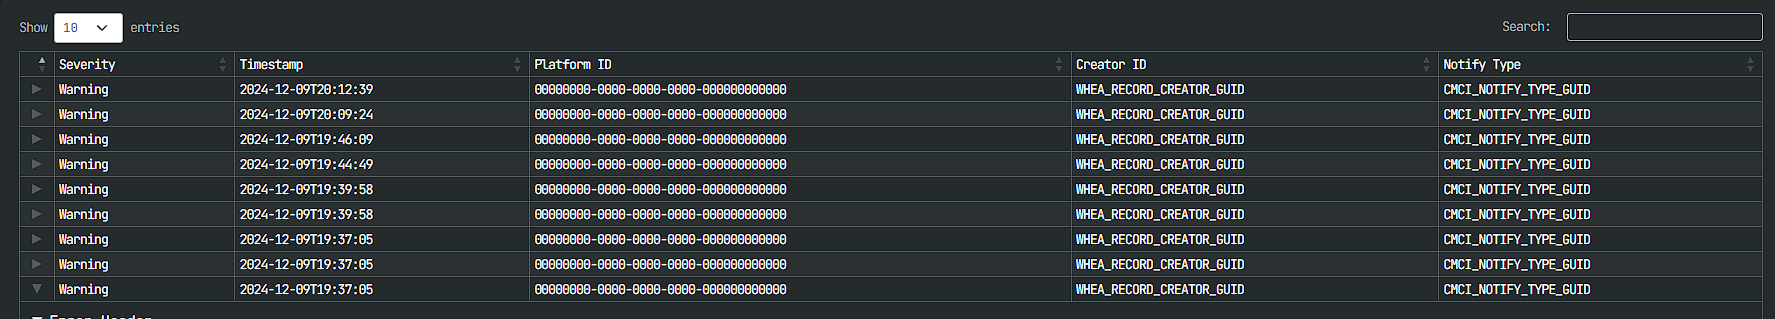 Show 10 entries Search:
Severity Timestamp Platform ID Creator ID Notify Type
Warning 2024-12-09T20:12:39 00000000-0000-0000-0000-000000000000 WHEA_RECORD_CREATOR_GUID CMCI_NOTIFY_TYPE_GUID
Warning 2024-12-09T20:09:24 00000000-0000-0000-0000-000000000000 WHEA_RECORD_CREATOR_GUID CMCI_NOTIFY_TYPE_GUID
Warning 2024-12-09T19:46:09 00000000-0000-0000-0000-000000000000 WHEA_RECORD_CREATOR_GUID CMCI_NOTIFY_TYPE_GUID
Warning 2024-12-09T19:44:49 00000000-0000-0000-0000-000000000000 WHEA_RECORD_CREATOR_GUID CMCI_NOTIFY_TYPE_GUID
Warning 2024-12-09T19:39:58 00000000-0000-0000-0000-000000000000 WHEA_RECORD_CREATOR_GUID CMCI_NOTIFY_TYPE_GUID
Warning 2024-12-09T19:39:58 00000000-0000-0000-0000-000000000000 WHEA_RECORD_CREATOR_GUID CMCI_NOTIFY_TYPE_GUID
Warning 2024-12-09T19:37:05 00000000-0000-0000-0000-000000000000 WHEA_RECORD_CREATOR_GUID CMCI_NOTIFY_TYPE_GUID
Warning 2024-12-09T19:37:05 00000000-0000-0000-0000-000000000000 WHEA_RECORD_CREATOR_GUID CMCI_NOTIFY_TYPE_GUID
Warning 2024-12-09T19:37:05 00000000-0000-0000-0000-000000000000 WHEA_RECORD_CREATOR_GUID CMCI_NOTIFY_TYPE_GUID